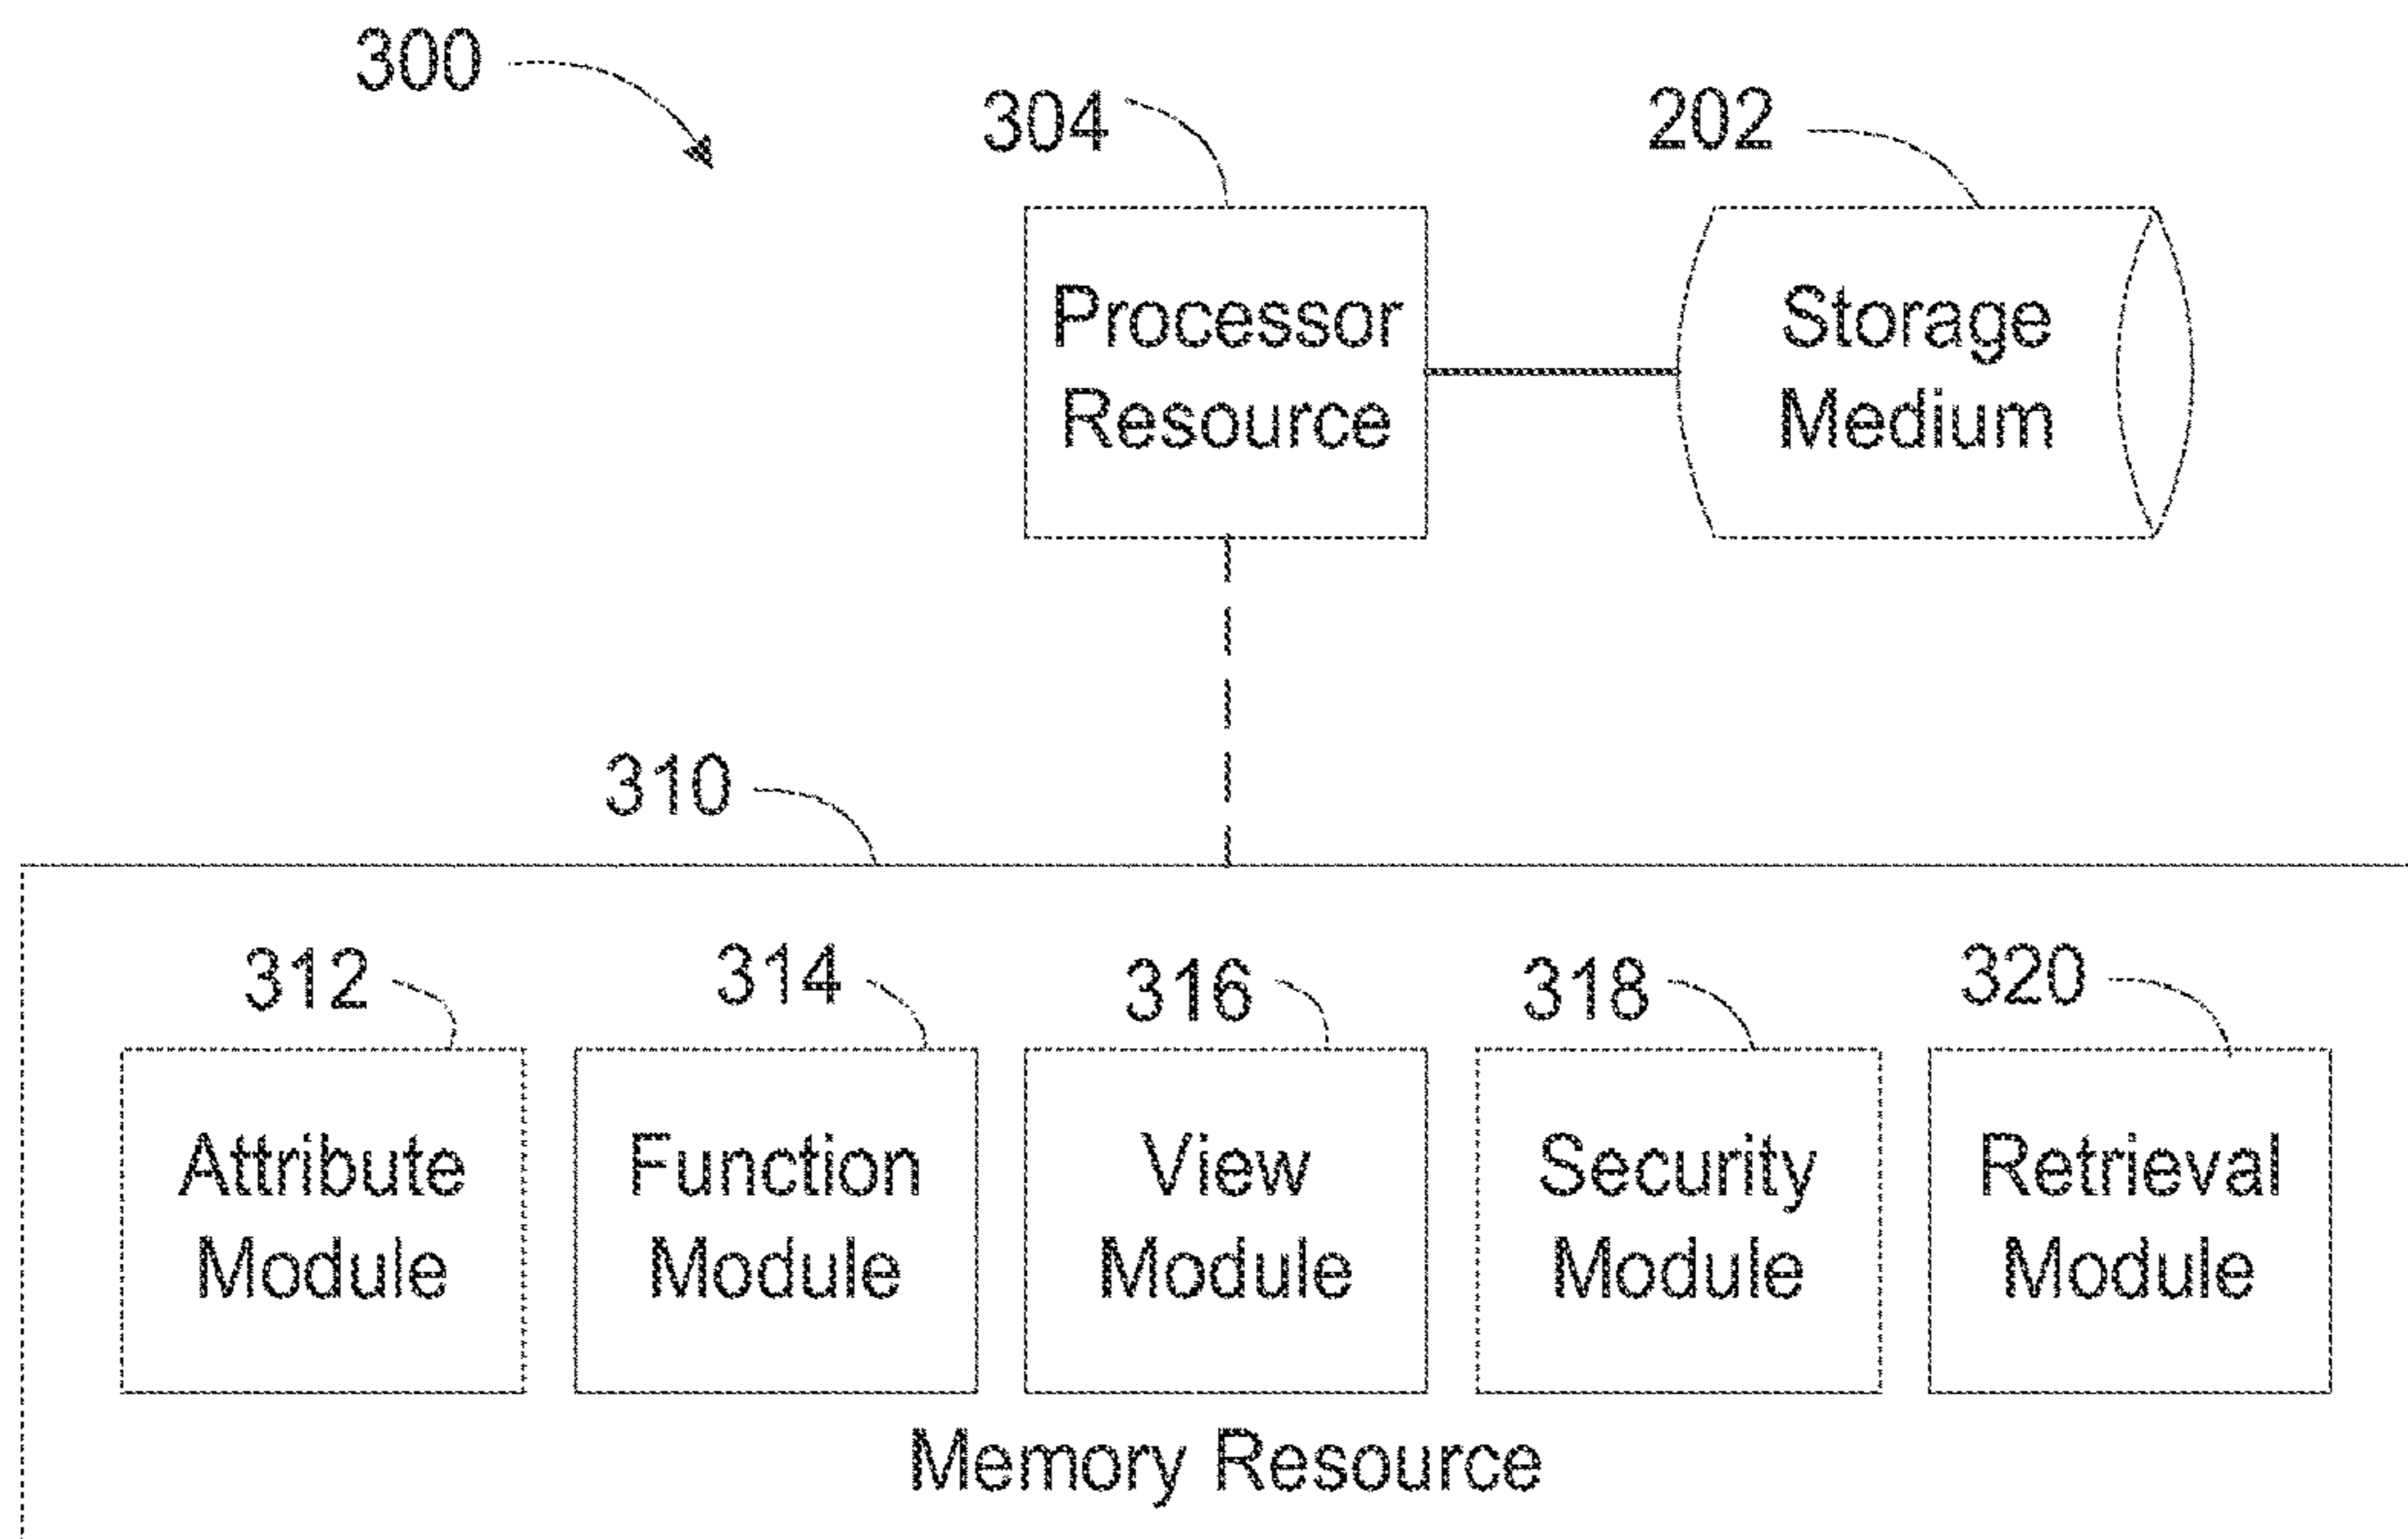 300
304
202
Processor
Resource
Storage
Medium
310
312
314
316
318
320
Attribute
Module
Function
Module
View
Module
Security
Module
Retrieval
Module
Memory Resource